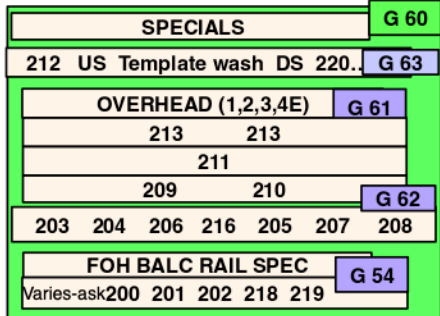 SPECIALS G 60
212 US Template wash DS 220.. G 63
OVERHEAD (1,2,3,4E) G 61
213 213
211
209 210
G 62
203 204 206 216 205 207 208
FOH BALC RAIL SPEC G 54
Varies-ask200 201 202 218 219